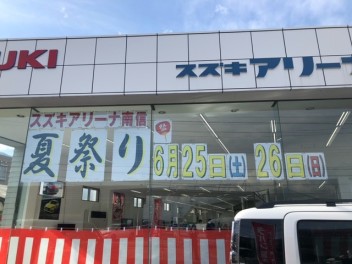 UKI スズキアリーナ
スズキアリーナ南信
夏祭り 6月25日(土) 26日(日)